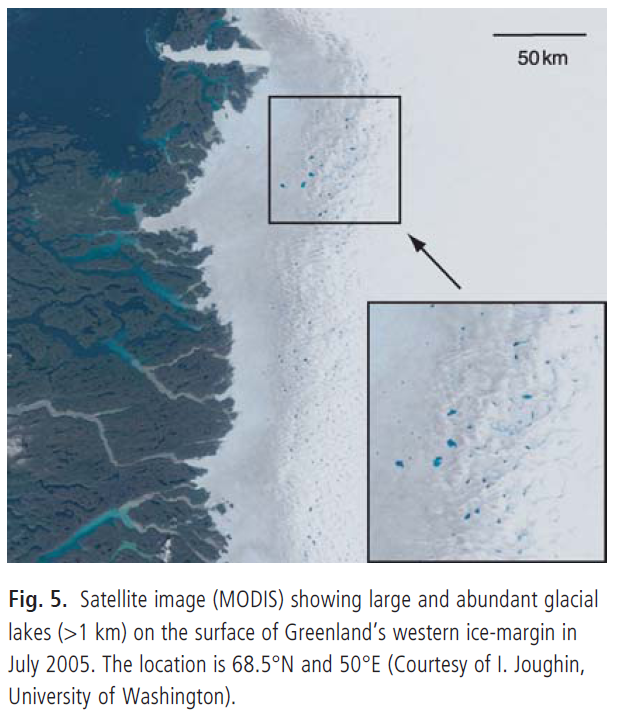 50 km
Fig. 5. Satellite image (MODIS) showing large and abundant glacial
lakes (>1 km) on the surface of Greenland's western ice-margin in
July 2005. The location is 68.5°N and 50°E (Courtesy of I. Joughin,
University of Washington).